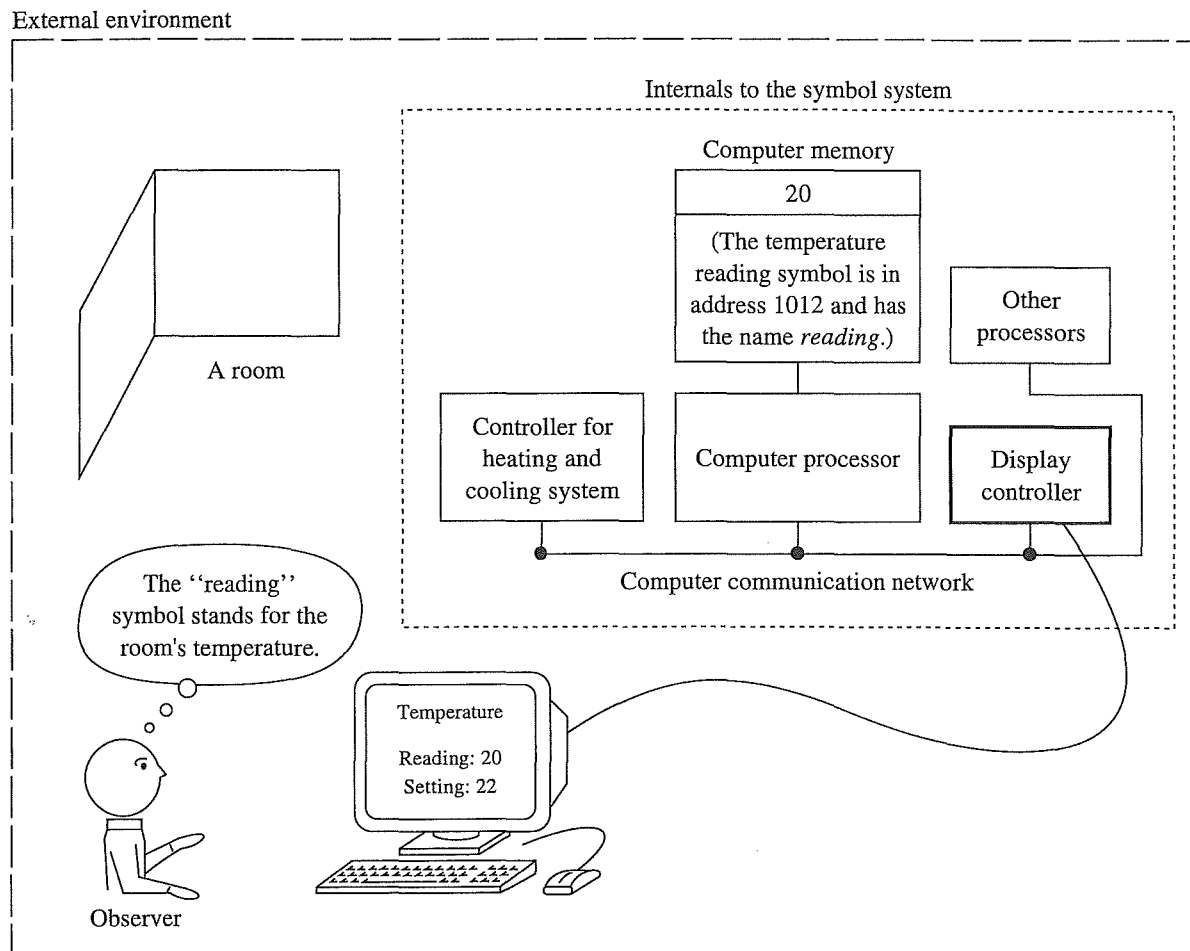 External environment
Internals to the symbol system
Computer memory
20
(The temperature
reading symbol is in
address 1012 and has
the name reading.)
Other
processors
A room
Controller for
heating and
cooling system
Computer processor
Display
controller
Computer communication network
The ‘‘reading’’
symbol stands for the
room's temperature.
Temperature
Reading: 20
Setting: 22
Observer